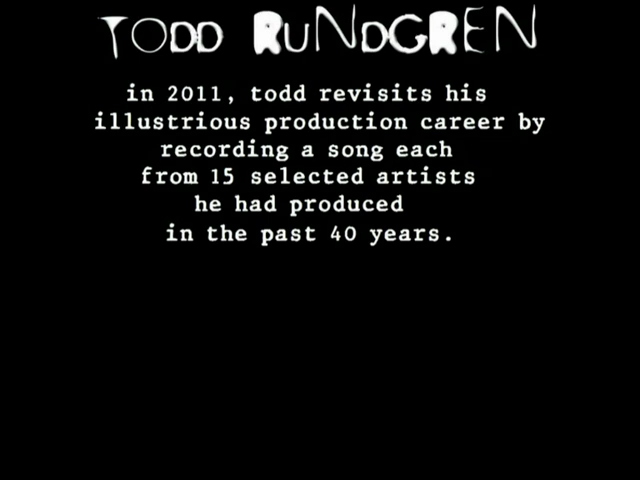 TODD RUNDGREN
in 2011, todd revisits his
illustrious production career by
recording a song each
from 15 selected artists
he had produced
in the past 40 years.